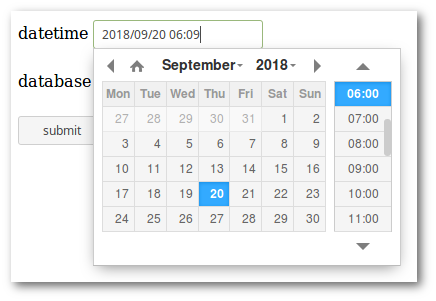 datetime 2018/09/20 06:09
September 2018
Mon Tue Wed Thu Fri Sat Sun
27 28 29 30 31 1 2
3 4 5 6 7 8 9
10 11 12 13 14 15 16
17 18 19 20 21 22 23
24 25 26 27 28 29 30
06:00
07:00
08:00
09:00
10:00
11:00
database
submit